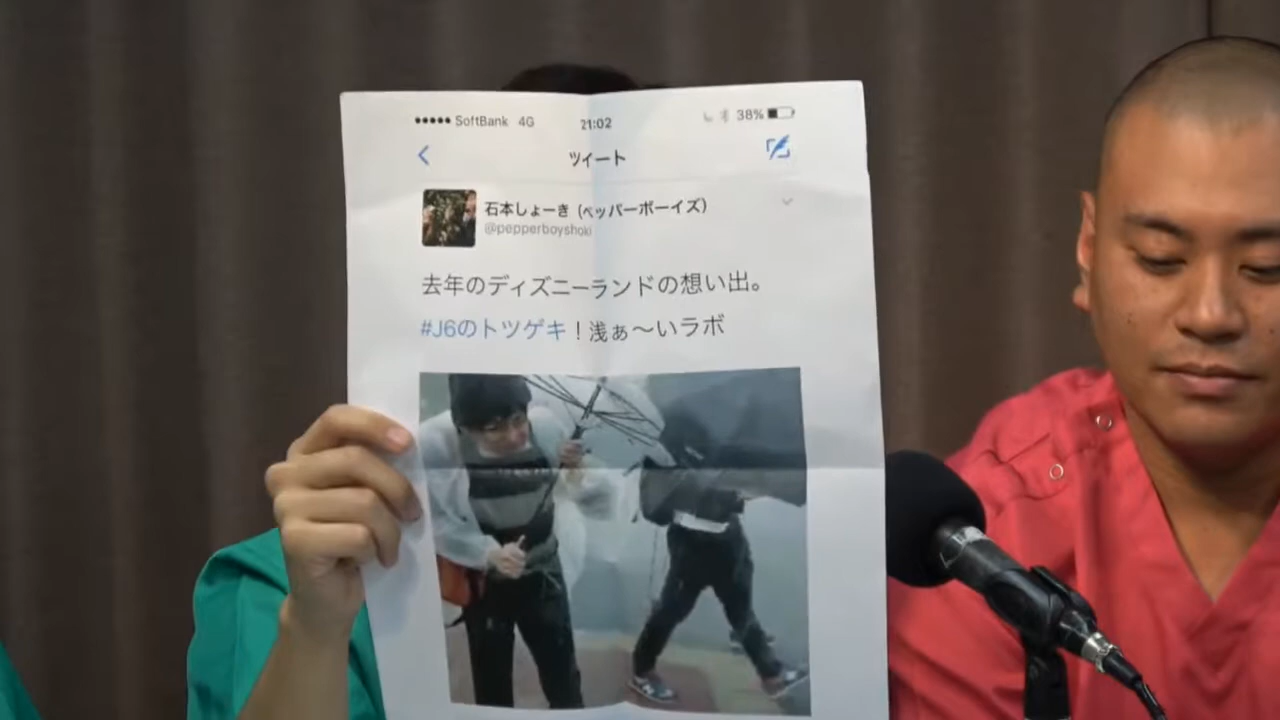 ●●●●● SoftBank 4G 21:02 38%
ツイート
石本しょーき（ペッパーボーイズ）
@pepperboyshoki
去年のディズニーランドの想い出。
#J6のトツゲキ！浅ぁ〜いラボ